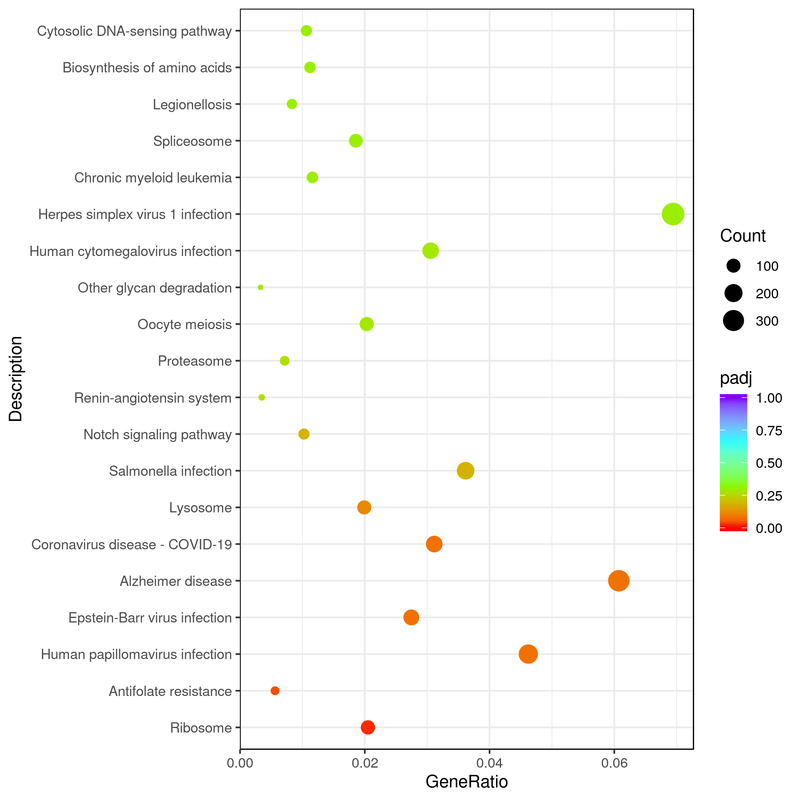 Cytosolic DNA-sensing pathway
Biosynthesis of amino acids
Legionellosis
Spliceosome
Chronic myeloid leukemia
Herpes simplex virus 1 infection
Human cytomegalovirus infection
Other glycan degradation
Oocyte meiosis
Proteasome
Renin-angiotensin system
Notch signaling pathway
Salmonella infection
Lysosome
Coronavirus disease - COVID-19
Alzheimer disease
Epstein-Barr virus infection
Human papillomavirus infection
Antifolate resistance
Ribosome
Description
0.00 0.02 0.04 0.06
GeneRatio
Count
100
200
300
padj
1.00
0.75
0.50
0.25
0.00